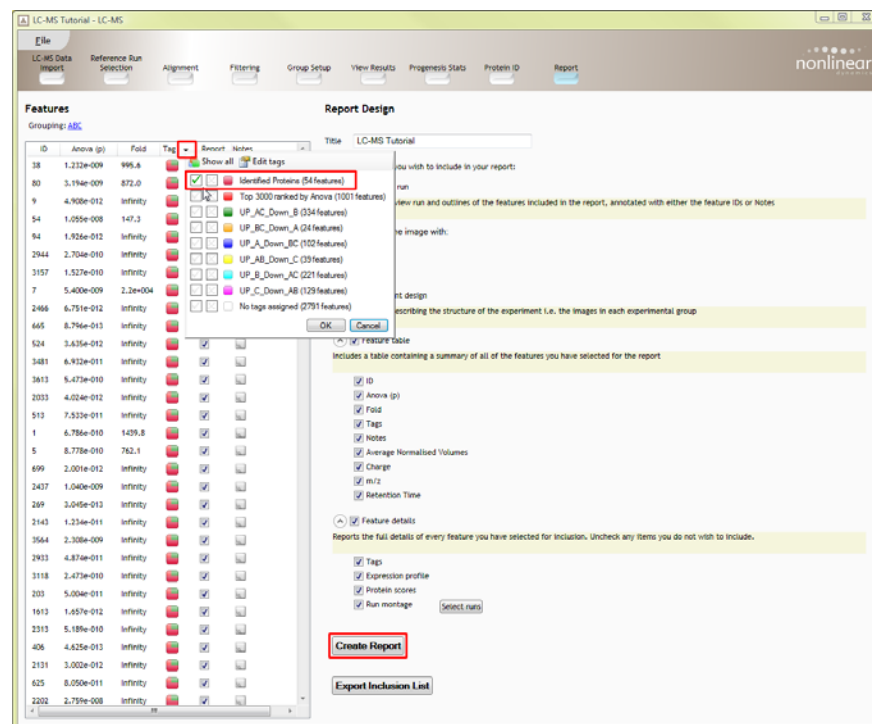 LC-MS Tutorial - LC-MS
File
LC-MS Data Import
Reference Run Selection
Alignment
Filtering
Group Setup
View Results
Progenesis Stats
Protein ID
Report
nonlinear
dynamics
Features
Grouping: ABC
ID Anova (p) Fold Tag Report Notes
38 1.232e-009 995.6
80 3.194e-009 872.0
9 4.908e-012 Infinity
54 1.055e-008 147.3
94 1.926e-012 Infinity
2944 2.704e-010 Infinity
3157 1.527e-010 Infinity
7 5.400e-009 2.2e+004
2466 6.751e-012 Infinity
665 8.796e-013 Infinity
524 3.635e-012 Infinity
3481 6.932e-011 Infinity
3613 5.473e-010 Infinity
2033 4.024e-012 Infinity
513 7.533e-011 Infinity
1 6.786e-010 1439.8
5 8.778e-010 762.1
699 2.001e-012 Infinity
2437 1.040e-009 Infinity
269 3.045e-013 Infinity
2143 1.234e-011 Infinity
3564 2.308e-009 Infinity
2933 4.874e-011 Infinity
3118 2.473e-010 Infinity
203 5.004e-011 Infinity
1613 1.657e-012 Infinity
2313 5.189e-010 Infinity
406 4.625e-013 Infinity
2131 3.002e-012 Infinity
625 8.050e-011 Infinity
2202 2.759e-008 Infinity
Show all Edit tags
Identified Proteins (54 features)
Top 3000 ranked by Anova (1001 features)
UP_AC_Down_B (334 features)
UP_BC_Down_A (24 features)
UP_A_Down_BC (102 features)
UP_AB_Down_C (39 features)
UP_B_Down_AC (221 features)
UP_C_Down_AB (129 features)
No tags assigned (2791 features)
OK Cancel
Report Design
Title LC-MS Tutorial
you wish to include in your report:
run
view run and outlines of the features included in the report, annotated with either the feature IDs or Notes
image with:
design
describing the structure of the experiment i.e. the images in each experimental group
Feature table
Includes a table containing a summary of all of the features you have selected for the report
ID
Anova (p)
Fold
Tags
Notes
Average Normalised Volumes
Charge
m/z
Retention Time
Feature details
Reports the full details of every feature you have selected for inclusion. Uncheck any items you do not wish to include.
Tags
Expression profile
Protein scores
Run montage Select runs
Create Report
Export Inclusion List